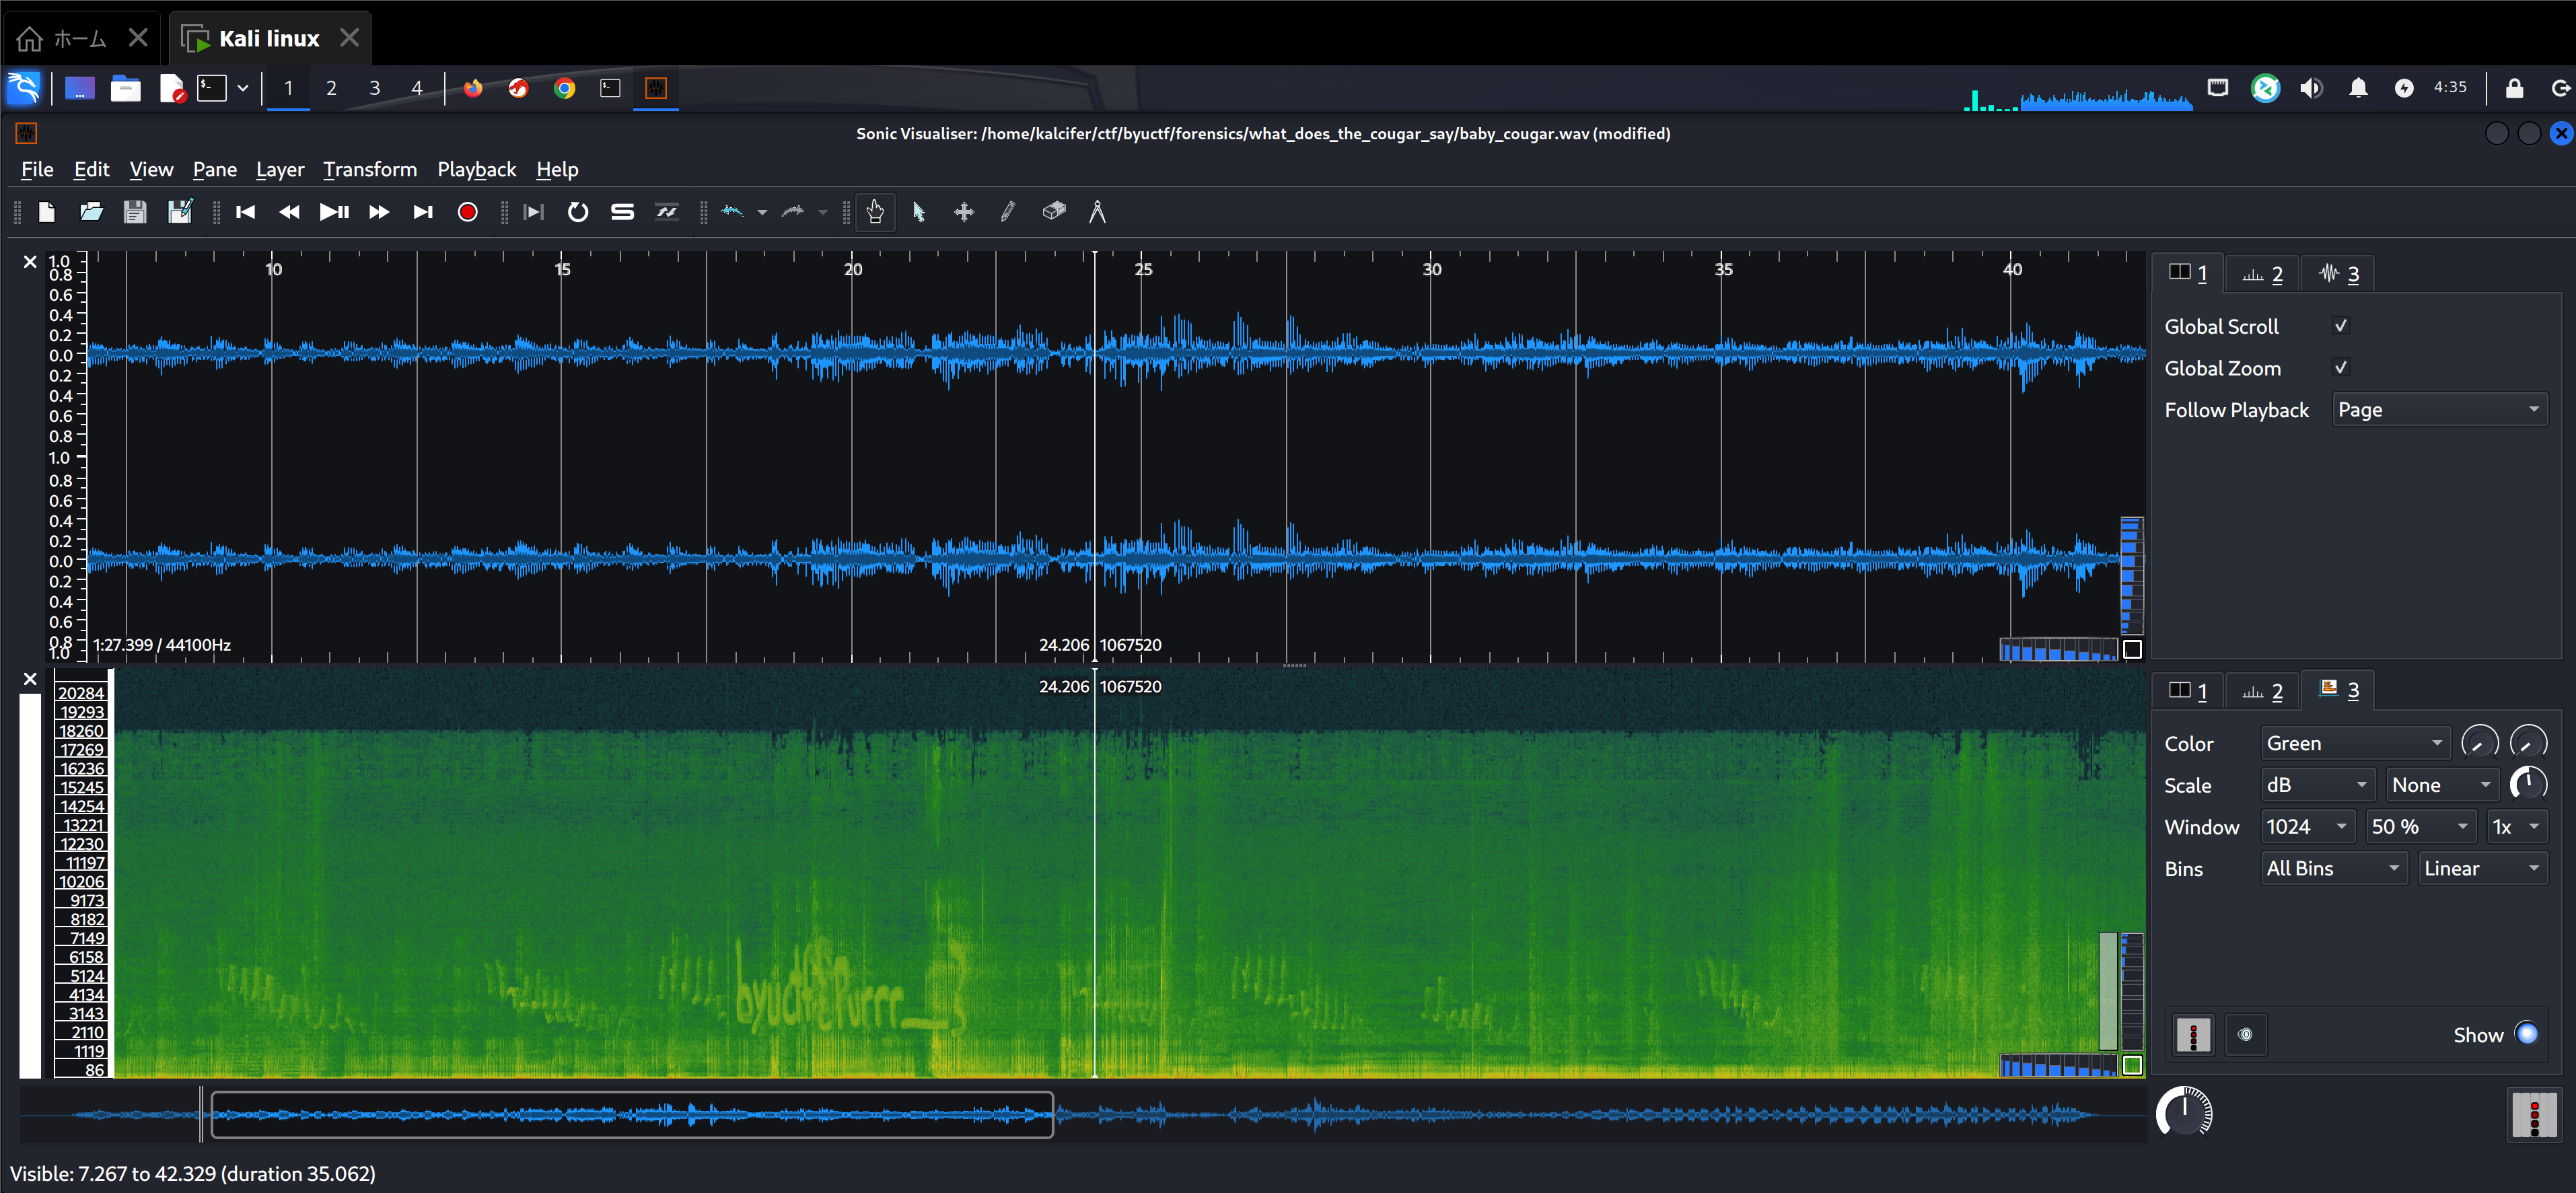 ホーム
Kali linux
1 2 3 4
4:35
Sonic Visualiser: /home/kalcifer/ctf/byuctf/forensics/what_does_the_cougar_say/baby_cougar.wav (modified)
File Edit View Pane Layer Transform Playback Help
10 15 20 25 30 35 40
1.0
0.8
0.6
0.4
0.2
0.0
0.2
0.4
0.6
0.8
1.0
0.8
0.6
0.4
0.2
0.0
0.2
0.4
0.6
0.8
1.0
1:27.399 / 44100Hz
24.206 1067520
1 2 3
Global Scroll
Global Zoom
Follow Playback Page
24.206 1067520
20284
19293
18260
17269
16236
15245
14254
13221
12230
11197
10206
9173
8182
7149
6158
5124
4134
3143
2110
1119
86
1 2 3
Color Green
Scale dB None
Window 1024 50 % 1x
Bins All Bins Linear
Show
Visible: 7.267 to 42.329 (duration 35.062)